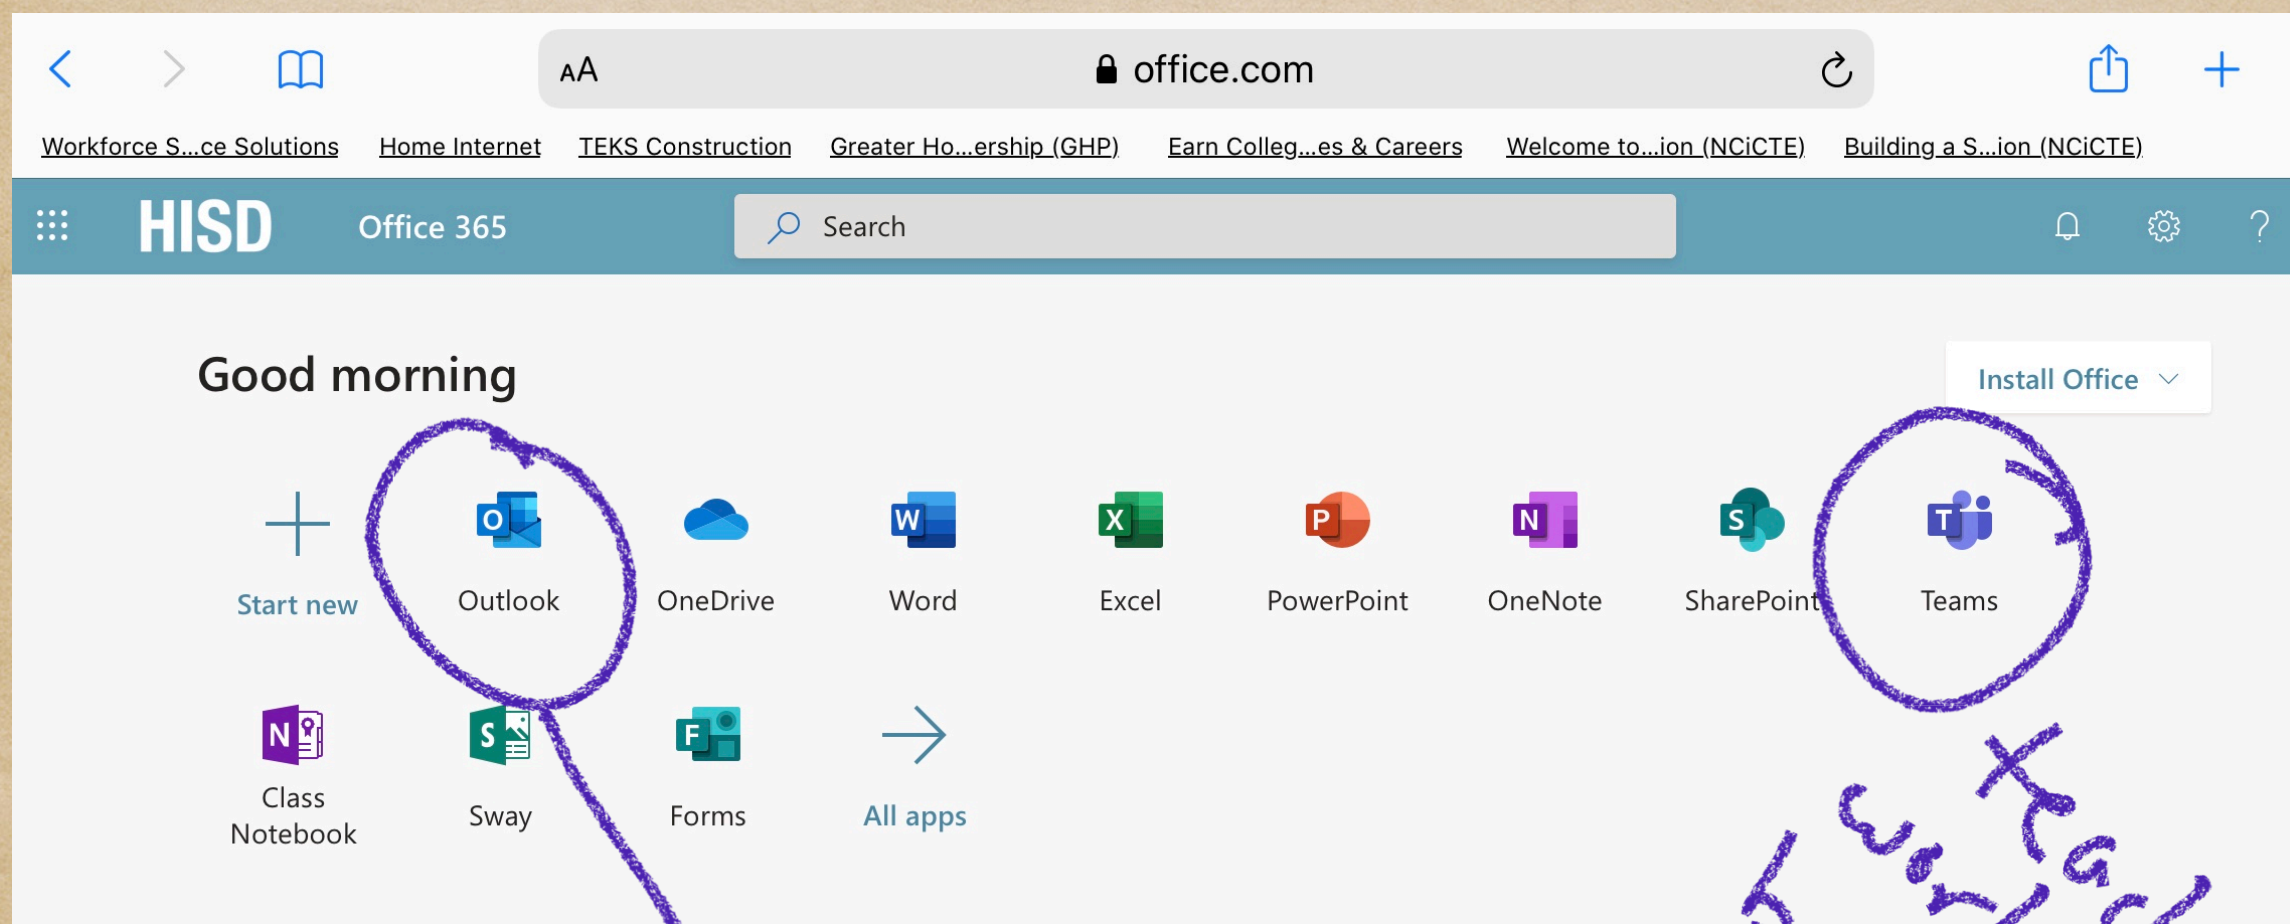 AA office.com
Workforce S...ce Solutions Home Internet TEKS Construction Greater Ho...ership (GHP) Earn Colleg...es & Careers Welcome to...ion (NCiCTE) Building a S...ion (NCiCTE)
HISD Office 365 Search ?
Good morning
Install Office
Start new Outlook OneDrive Word Excel PowerPoint OneNote SharePoint Teams
Class Notebook Sway Forms All apps